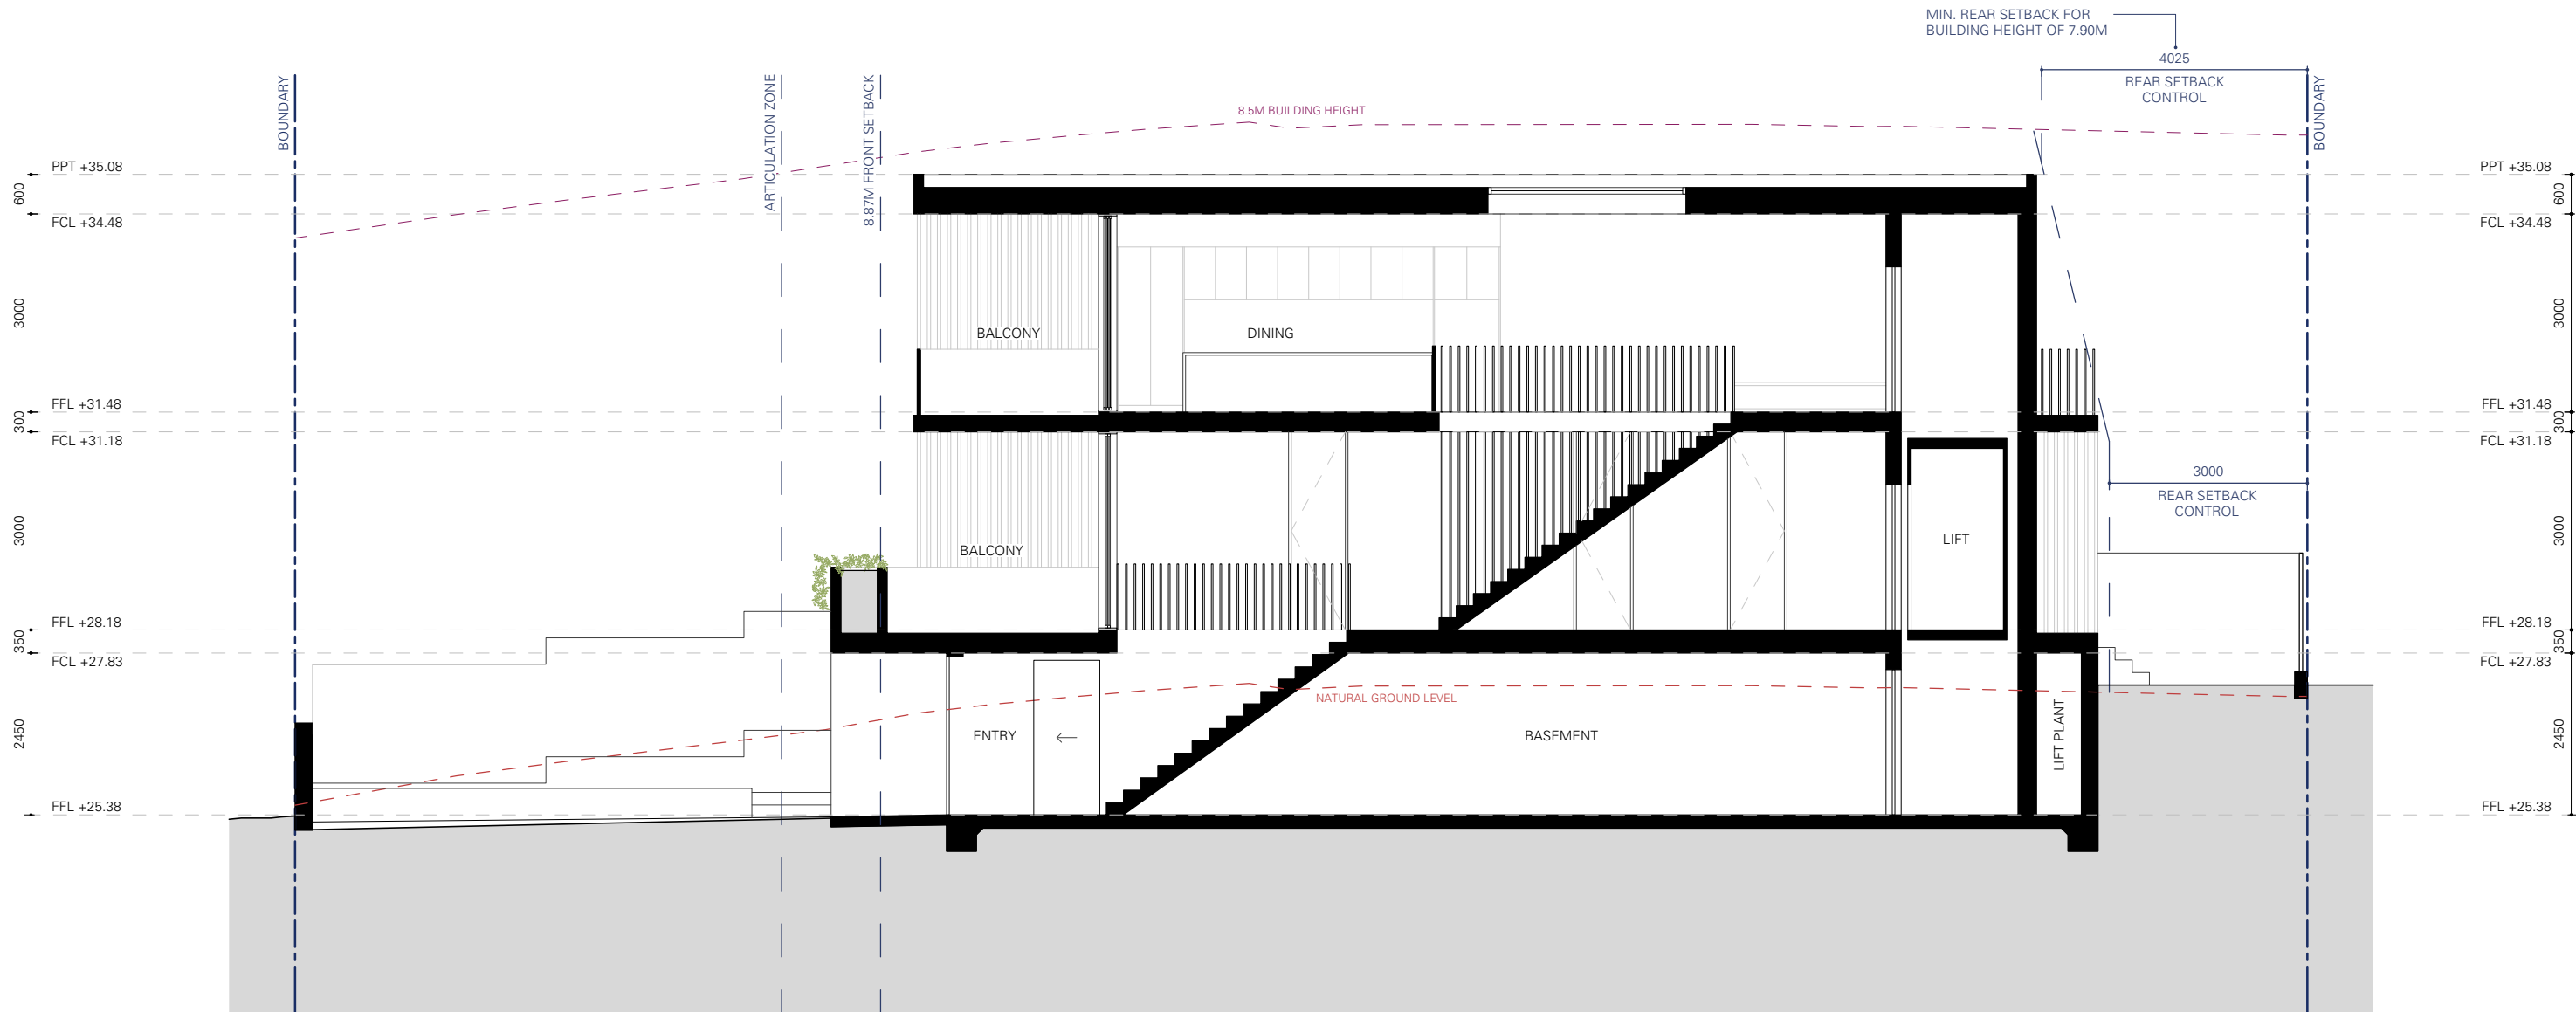 MIN. REAR SETBACK FOR
BUILDING HEIGHT OF 7.90M
4025
REAR SETBACK
CONTROL
BOUNDARY
ARTICULATION ZONE
8.87M FRONT SETBACK
8.5M BUILDING HEIGHT
BOUNDARY
PPT +35.08
PPT +35.08
600
600
FCL +34.48
FCL +34.48
3000
BALCONY
DINING
3000
FFL +31.48
FFL +31.48
300
300
FCL +31.18
FCL +31.18
3000
REAR SETBACK
CONTROL
3000
BALCONY
LIFT
3000
FFL +28.18
FFL +28.18
350
350
FCL +27.83
FCL +27.83
NATURAL GROUND LEVEL
2450
ENTRY
BASEMENT
LIFT PLANT
2450
FFL +25.38
FFL +25.38